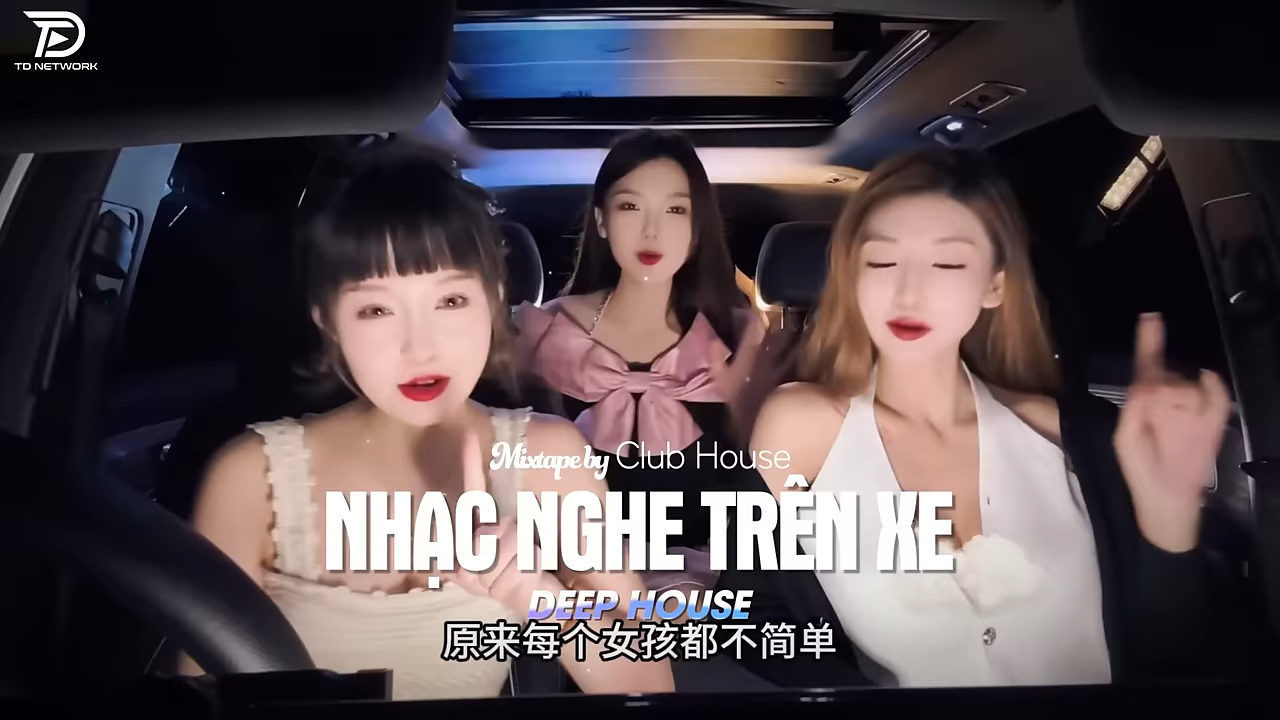 TD NETWORK
Mixtape by Club House
NHẠC NGHE TRÊN XE
DEEP HOUSE
原来每个女孩都不简单